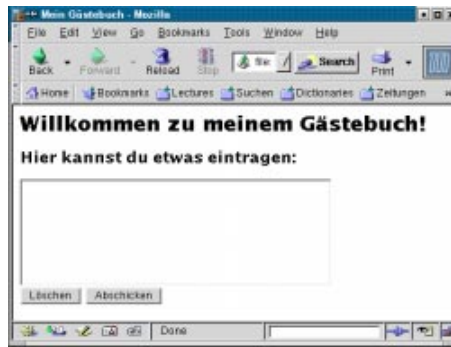 Mein Gästebuch - Mozilla
File Edit View Go Bookmarks Tools Window Help
Back Forward Reload Stop file:/ Search Print
Home Bookmarks Lectures Suchen Dictionaries Zeitungen
Willkommen zu meinem Gästebuch!
Hier kannst du etwas eintragen:
Löschen Abschicken
Done